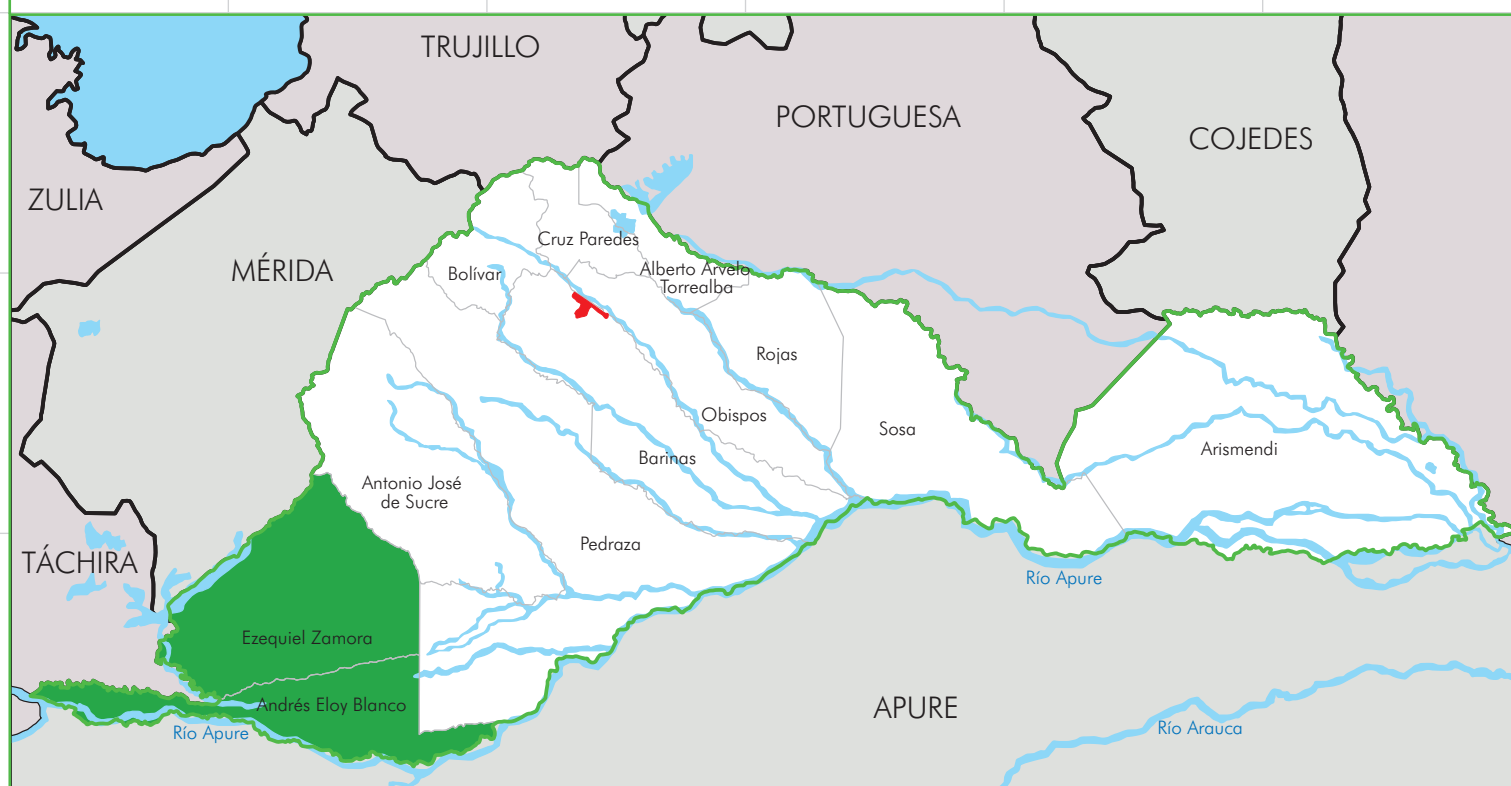 TRUJILLO
PORTUGUESA
COJEDES
ZULIA
MÉRIDA
Cruz Paredes
Bolívar
Alberto Arvelo
Torrealba
Rojas
Obispos
Sosa
Arismendi
Barinas
Antonio José
de Sucre
Pedraza
TÁCHIRA
Río Apure
Ezequiel Zamora
Andrés Eloy Blanco
APURE
Río Apure
Río Arauca